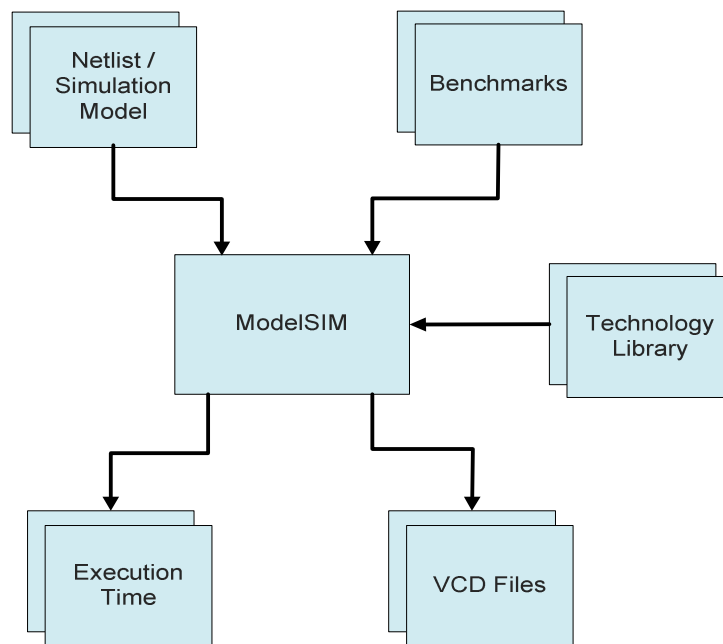 Netlist /
Simulation
Model
Benchmarks
ModelSIM
Technology
Library
Execution
Time
VCD Files